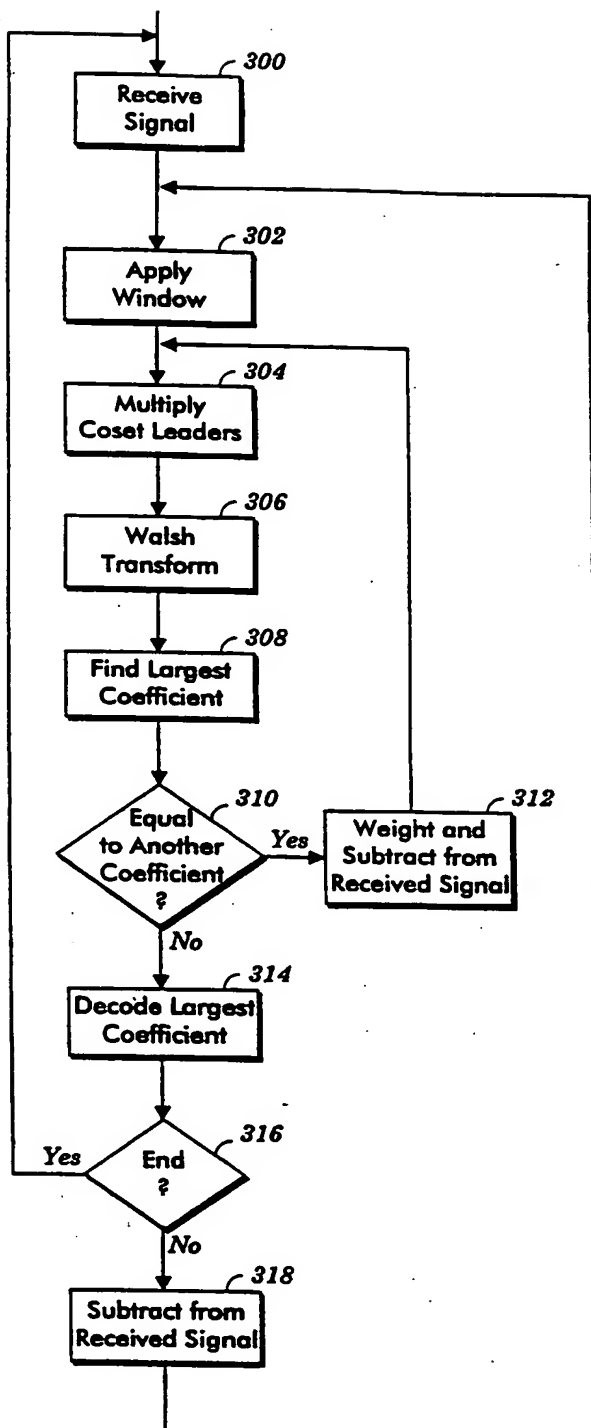 300
Receive
Signal
302
Apply
Window
304
Multiply
Coset Leaders
306
Walsh
Transform
308
Find Largest
Coefficient
310
Equal
to Another
Coefficient
?
Yes
312
Weight and
Subtract from
Received Signal
No
314
Decode Largest
Coefficient
316
Yes
End
?
No
318
Subtract from
Received Signal